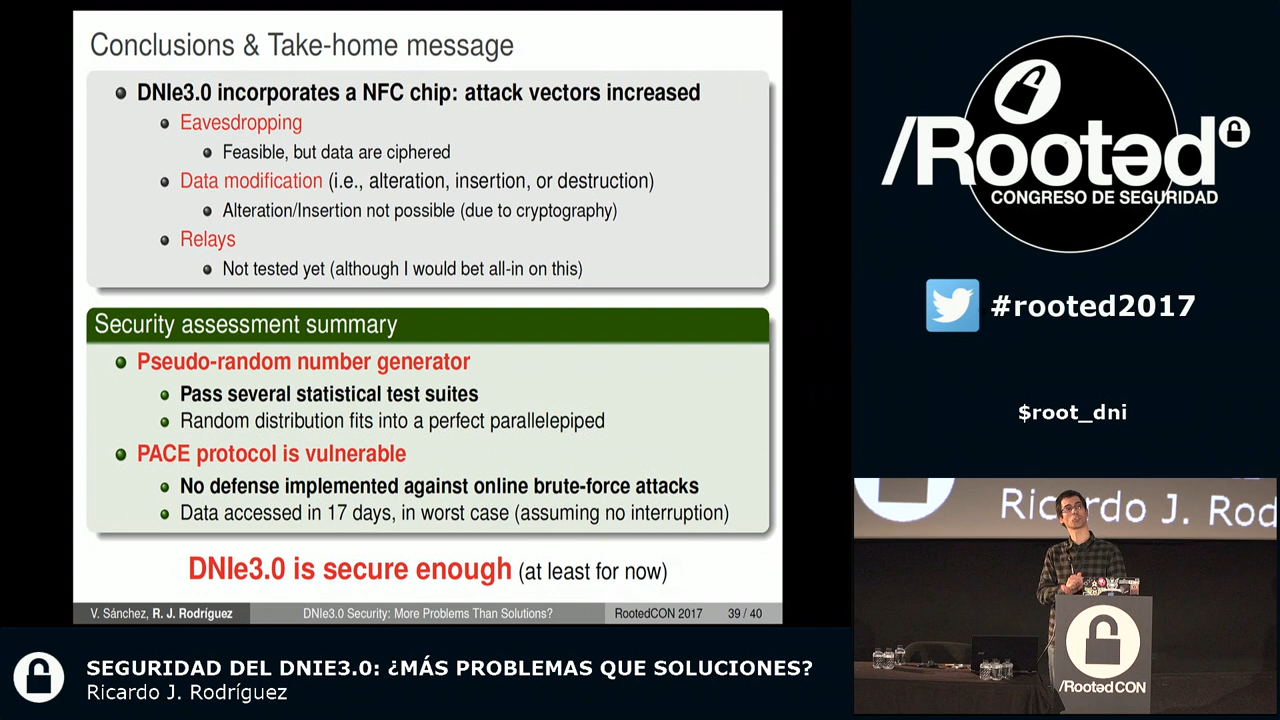 Conclusions & Take-home message
DNIe3.0 incorporates a NFC chip: attack vectors increased
Eavesdropping
Feasible, but data are ciphered
Data modification (i.e., alteration, insertion, or destruction)
Alteration/Insertion not possible (due to cryptography)
Relays
Not tested yet (although I would bet all-in on this)
Security assessment summary
Pseudo-random number generator
Pass several statistical test suites
Random distribution fits into a perfect parallelepiped
PACE protocol is vulnerable
No defense implemented against online brute-force attacks
Data accessed in 17 days, in worst case (assuming no interruption)
DNIe3.0 is secure enough (at least for now)
V. Sánchez, R. J. Rodríguez
DNIe3.0 Security: More Problems Than Solutions?
RootedCON 2017
39 / 40
/Rootəd
CONGRESO DE SEGURIDAD
#rooted2017
$root_dni
Ricardo J. Rod
/RootədCON
SEGURIDAD DEL DNIE3.0: ¿MÁS PROBLEMAS QUE SOLUCIONES?
Ricardo J. Rodríguez